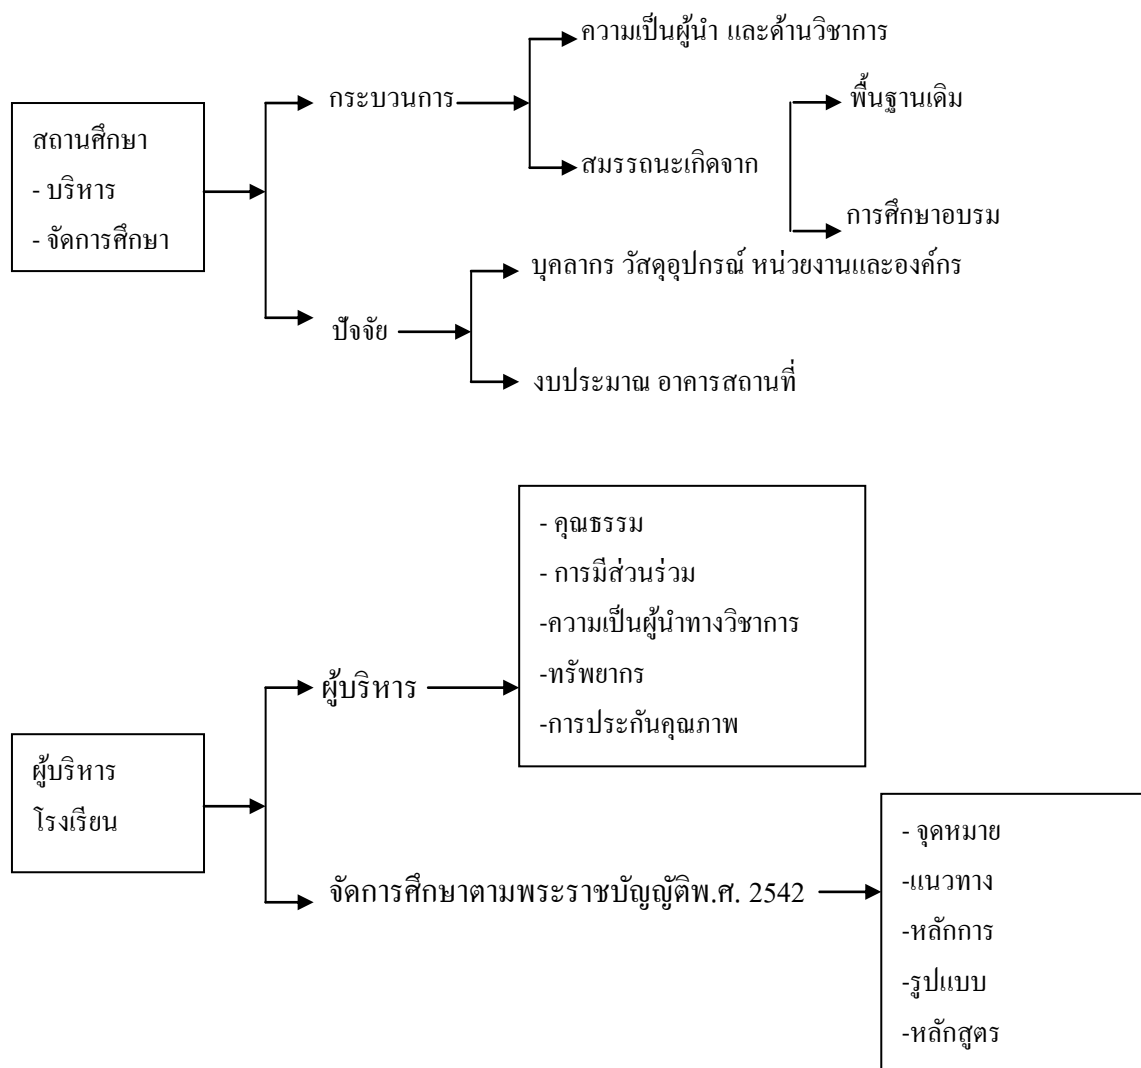 ความเป็นผู้นำ และด้านวิชาการ
กระบวนการ
พื้นฐานเดิม
สถานศึกษา
- บริหาร
- จัดการศึกษา
สมรรถนะเกิดจาก
การศึกษาอบรม
บุคลากร วัสดุอุปกรณ์ หน่วยงานและองค์กร
ปัจจัย
งบประมาณ อาคารสถานที่
- คุณธรรม
- การมีส่วนร่วม
-ความเป็นผู้นำทางวิชาการ
-ทรัพยากร
-การประกันคุณภาพ
ผู้บริหาร
ผู้บริหาร
โรงเรียน
จัดการศึกษาตามพระราชบัญญัติพ.ศ. 2542
- จุดหมาย
-แนวทาง
-หลักการ
-รูปแบบ
-หลักสูตร